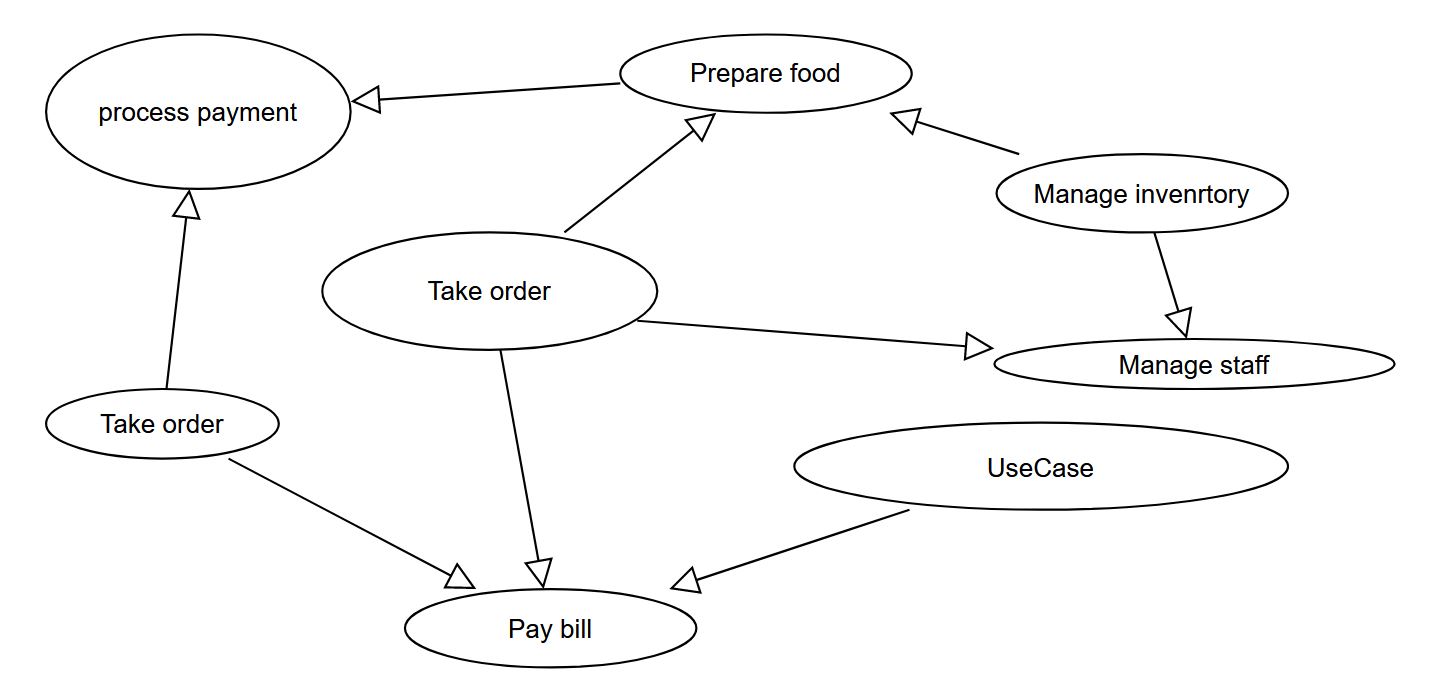 Prepare food
process payment
Manage invenrtory
Take order
Manage staff
Take order
UseCase
Pay bill